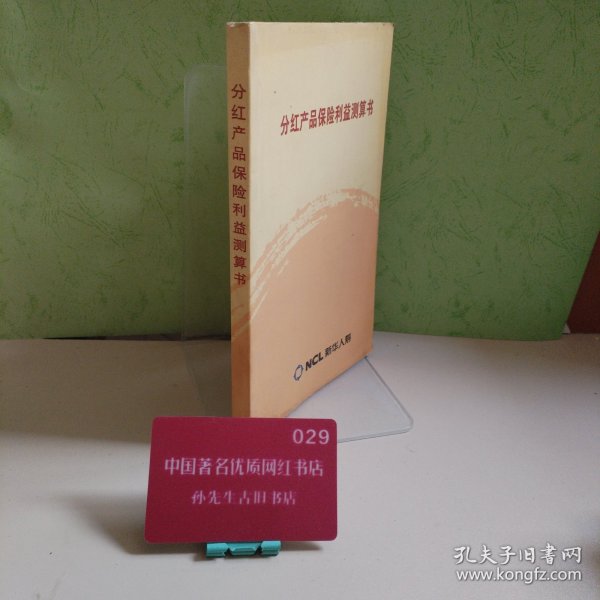 分红产品保险利益测算书
分红产品保险利益测算书
NCL 新华人寿
029
中国著名优质网红书店
孙先生古旧书店
孔夫子旧書网
www.kongfz.com